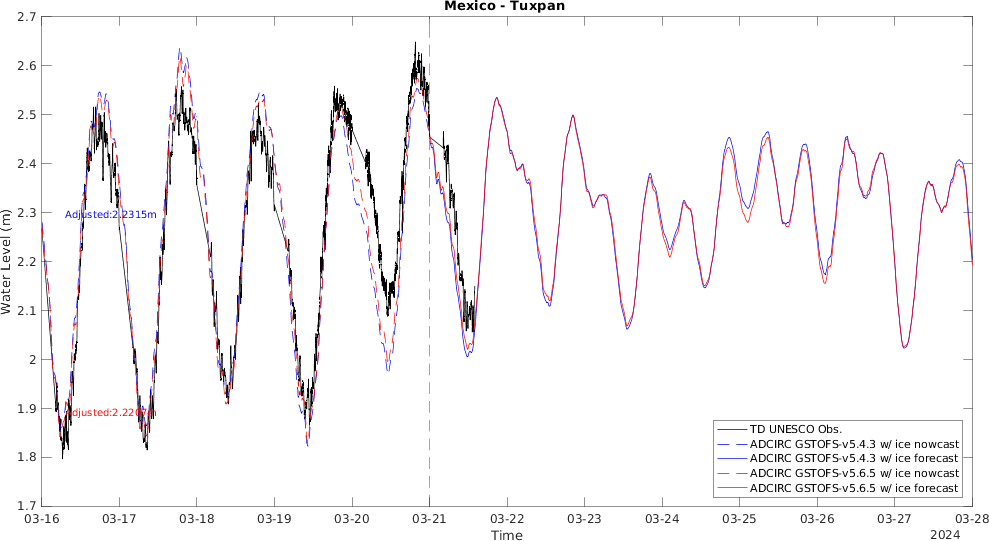 Mexico - Tuxpan
2.7
2.6
2.5
2.4
2.3
2.2
2.1
2
1.9
1.8
1.7
Water Level (m)
Adjusted:2.2315m
TD UNESCO Obs.
ADCIRC GSTOFS-v5.4.3 w/ ice nowcast
ADCIRC GSTOFS-v5.4.3 w/ ice forecast
ADCIRC GSTOFS-v5.6.5 w/ ice nowcast
ADCIRC GSTOFS-v5.6.5 w/ ice forecast
03-16 03-17 03-18 03-19 03-20 03-21 03-22 03-23 03-24 03-25 03-26 03-27 03-28
Time
2024